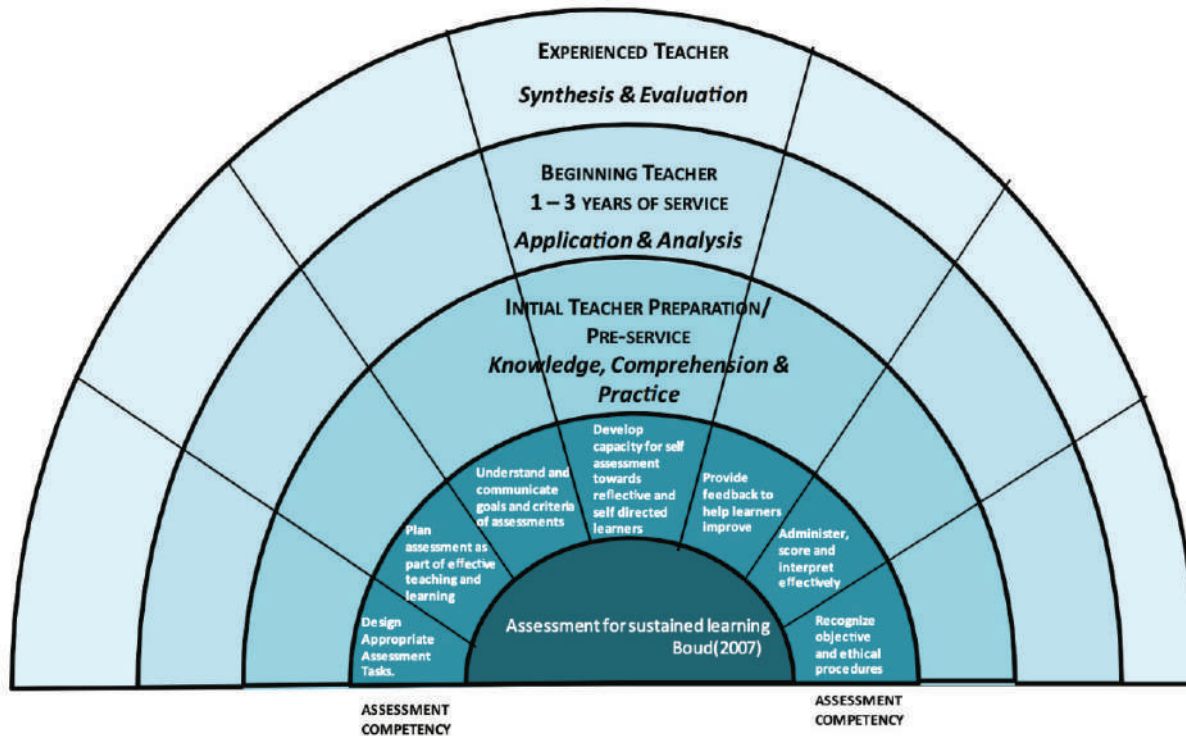 EXPERIENCED TEACHER
Synthesis & Evaluation
BEGINNING TEACHER
1 – 3 YEARS OF SERVICE
Application & Analysis
INITIAL TEACHER PREPARATION/
PRE-SERVICE
Knowledge, Comprehension &
Practice
Design
Appropriate
Assessment
Tasks.
Plan
assessment as
part of effective
teaching and
learning
Understand and
communicate
goals and criteria
of assessments
Develop
capacity for self
assessment
towards
reflective and
self directed
learners
Provide
feedback to
help learners
improve
Administer,
score and
interpret
effectively
Recognize
objective
and ethical
procedures
Assessment for sustained learning
Boud(2007)
ASSESSMENT
COMPETENCY
ASSESSMENT
COMPETENCY